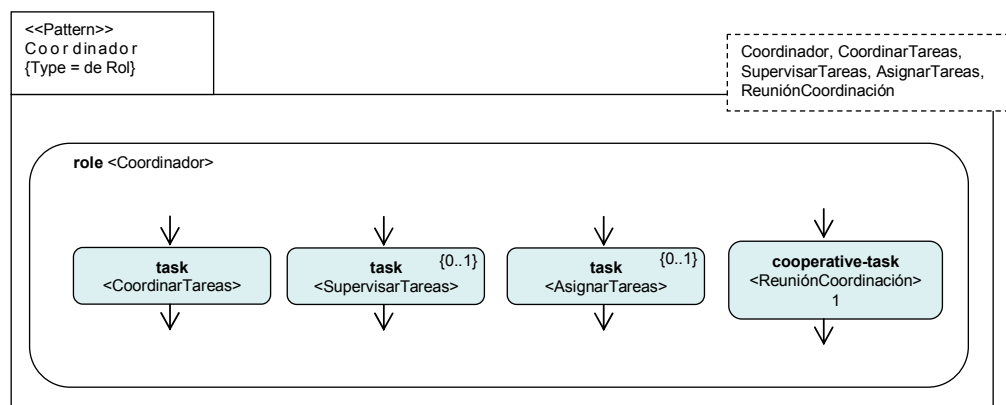 <<Pattern>>
Coordinador
{Type = de Rol}
Coordinador, CoordinarTareas,
SupervisarTareas, AsignarTareas,
ReuniónCoordinación
role <Coordinador>
task
<CoordinarTareas>
{0..1}
task
<SupervisarTareas>
{0..1}
task
<AsignarTareas>
cooperative-task
<ReuniónCoordinación>
1